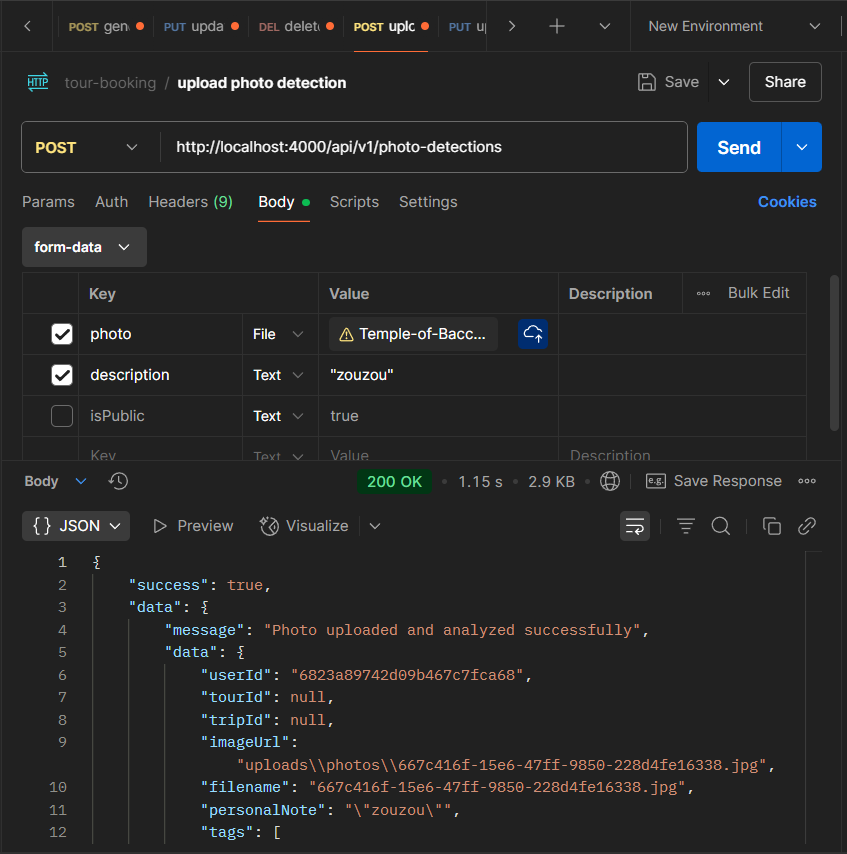 POST gen PUT upda DEL delet POST uplc PUT up New Environment
HTTP tour-booking / upload photo detection Save Share
POST http://localhost:4000/api/v1/photo-detections Send
Params Auth Headers (9) Body Scripts Settings Cookies
form-data
Key Value Description Bulk Edit
photo File Temple-of-Bacc...
description Text "zouzou"
isPublic Text true
Key Text Value Description
Body 200 OK 1.15 s 2.9 KB e.g. Save Response
{} JSON Preview Visualize
1 {
2 "success": true,
3 "data": {
4 "message": "Photo uploaded and analyzed successfully",
5 "data": {
6 "userId": "6823a89742d09b467c7fca68",
7 "tourId": null,
8 "tripId": null,
9 "imageUrl":
"uploads\\photos\\667c416f-15e6-47ff-9850-228d4fe16338.jpg",
10 "filename": "667c416f-15e6-47ff-9850-228d4fe16338.jpg",
11 "personalNote": "\"zouzou\"",
12 "tags": [